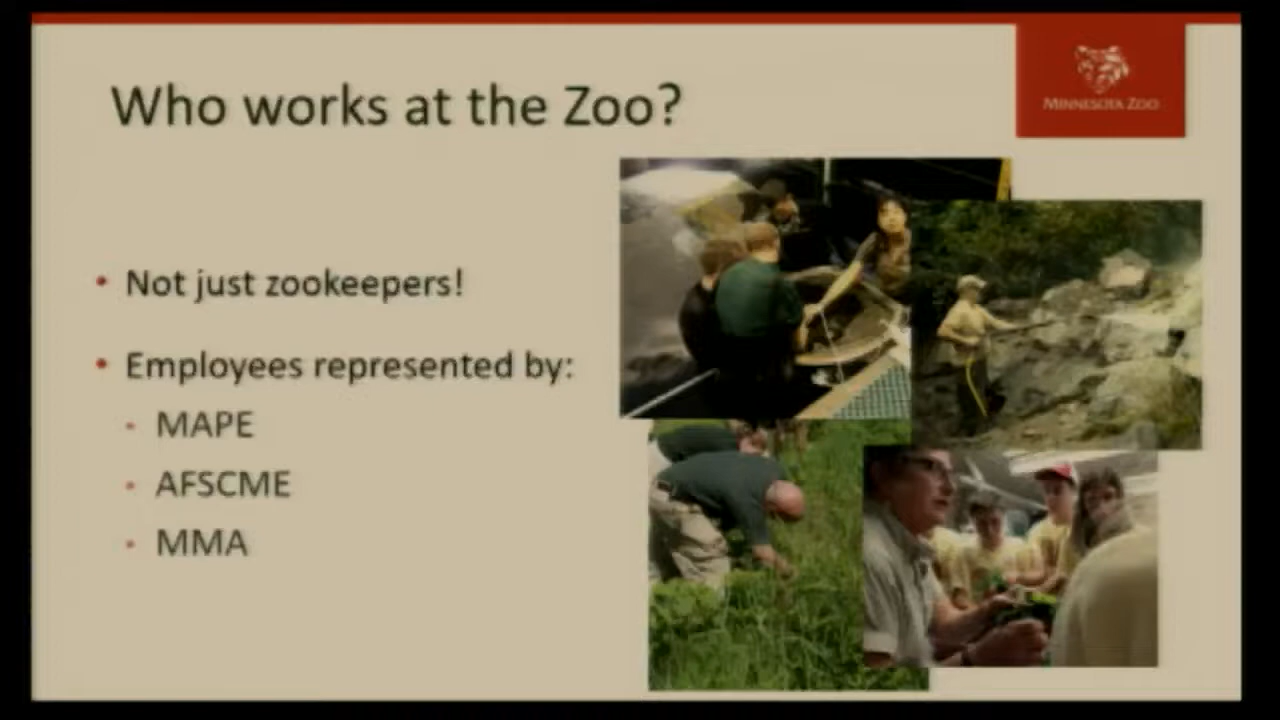 Who works at the Zoo?
MINNESOTA ZOO
• Not just zookeepers!
• Employees represented by:
• MAPE
• AFSCME
• MMA